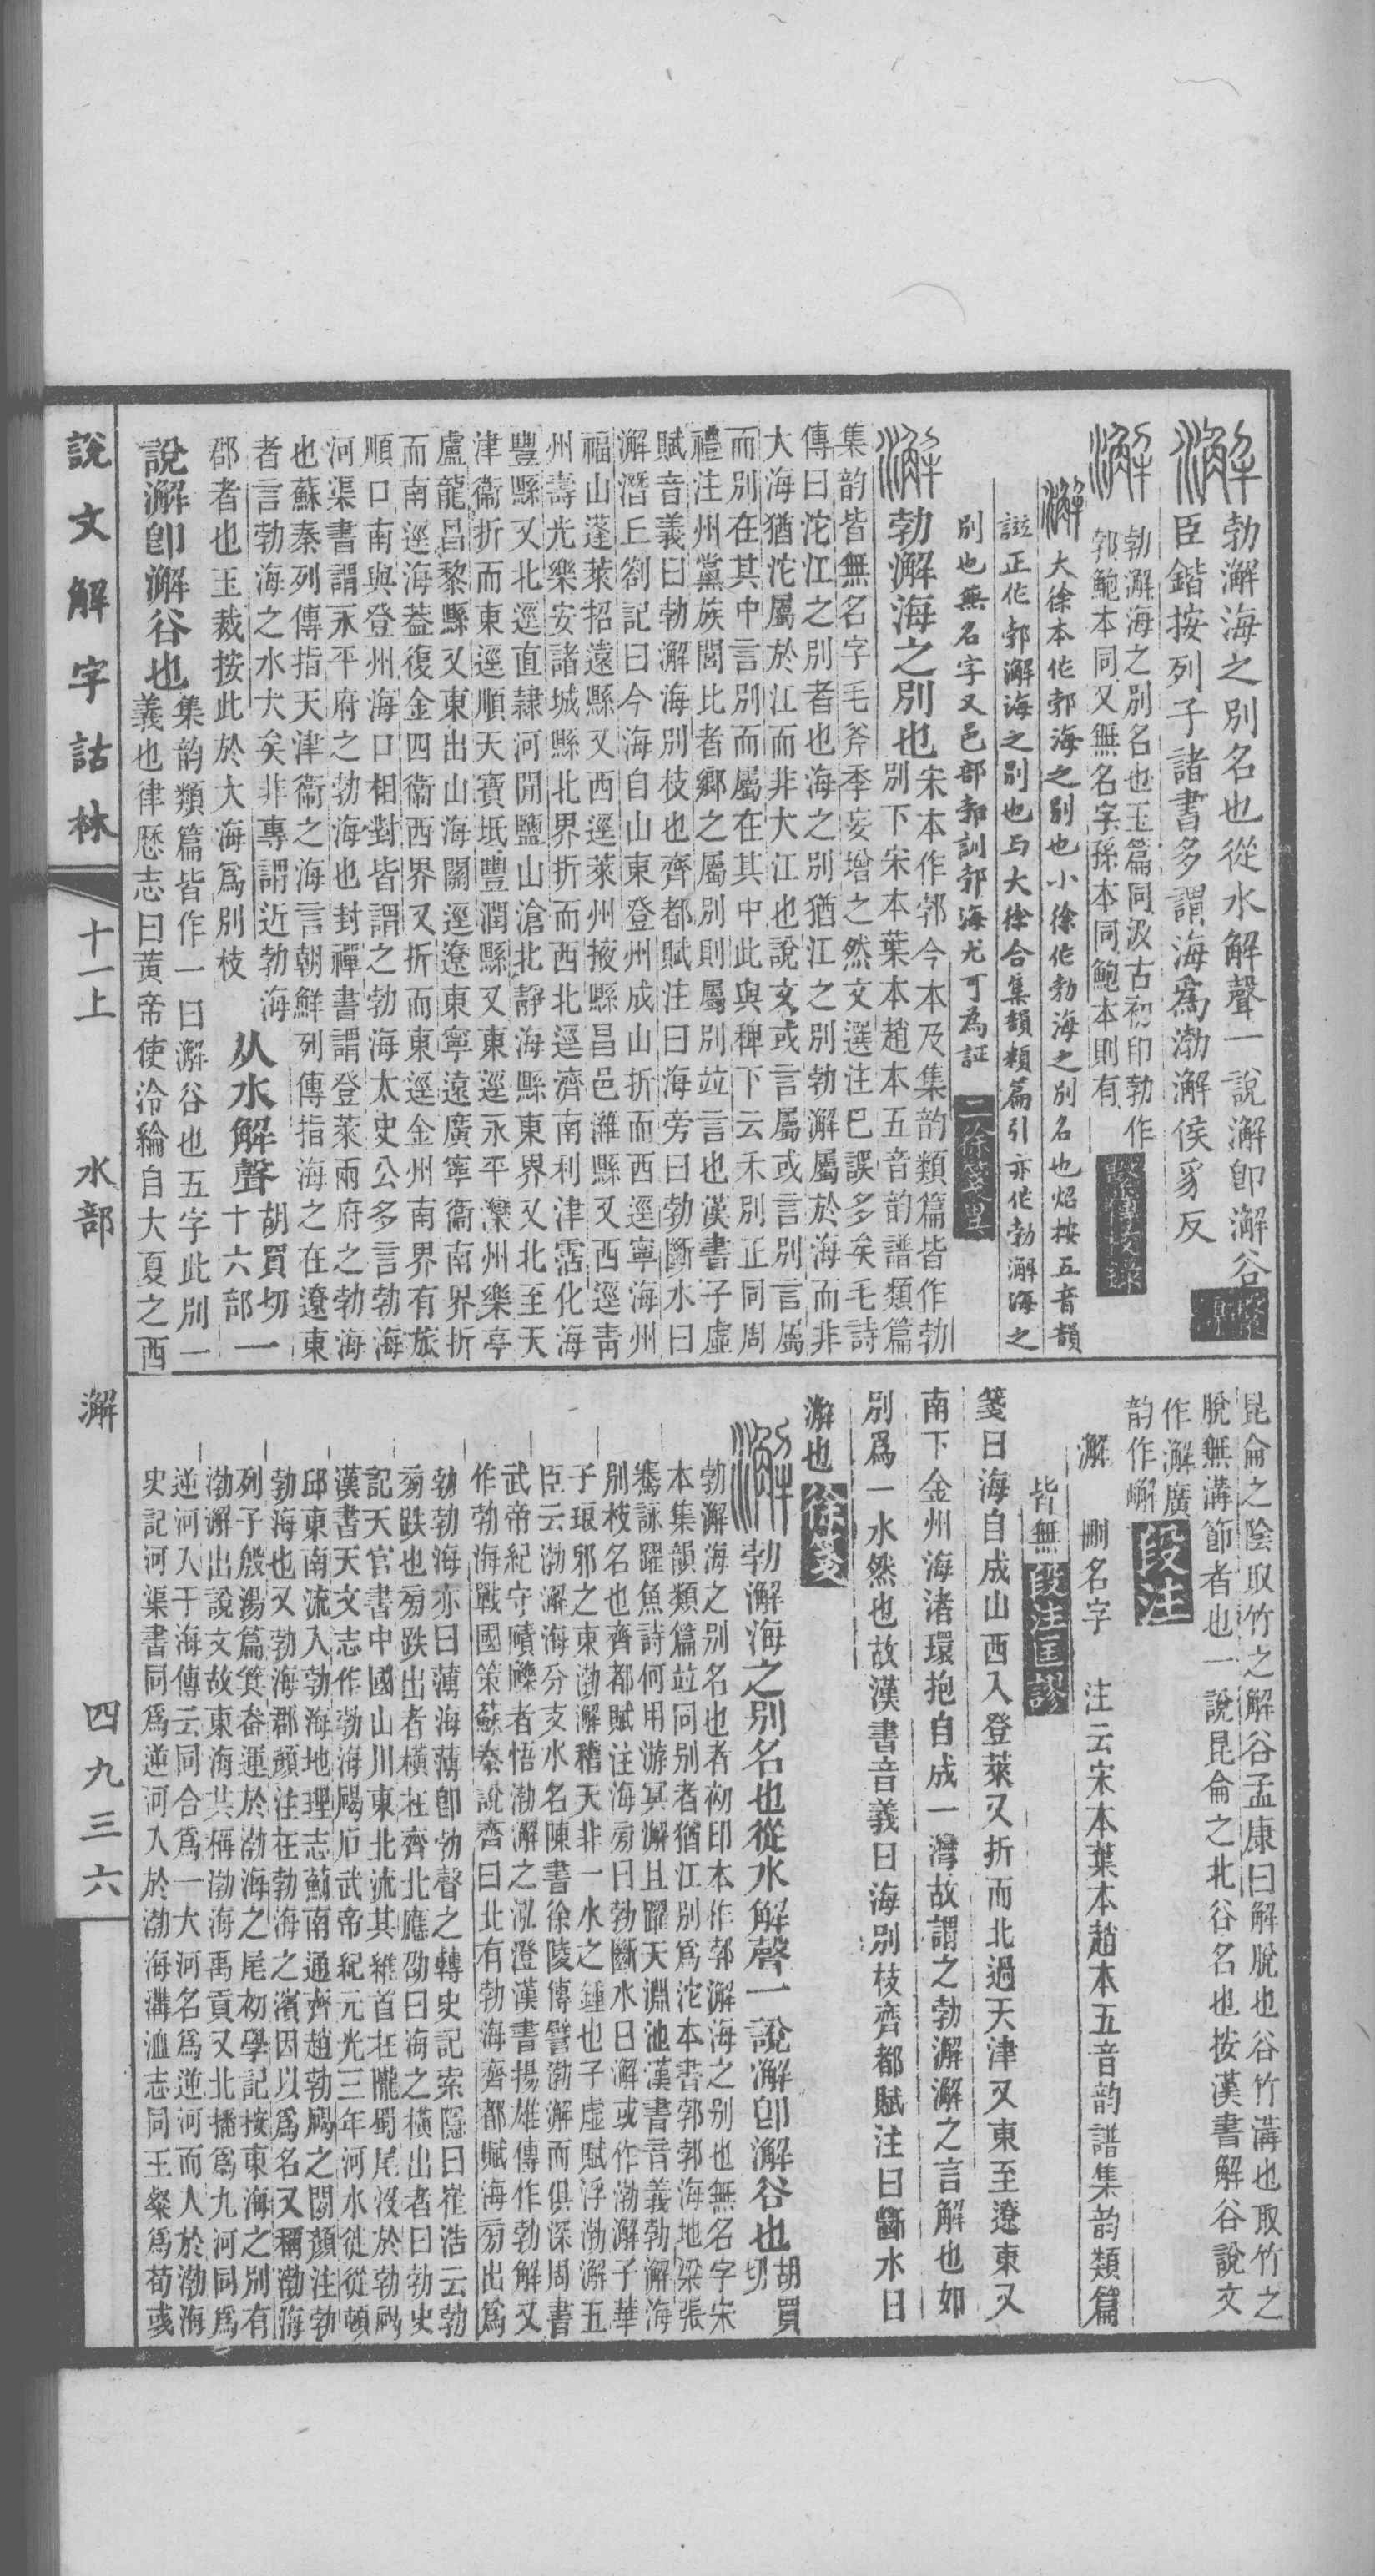 澥勃澥海之別名也從水解聲一說澥卽澥谷
臣鍇按列子諸書多謂海爲渤澥侯豸反
繫傳
澥勃澥海之別名也玉篇同汲古初印勃作
郭鮑本同又無名字孫本同鮑本則有
繫傳校錄
澥大徐本作郭海之別也小徐作勃海之別名也炤按五音韻
譜正作郭澥海之別也与大徐合集韻類篇引亦作勃澥海之
別也無名字又邑部郭訓郭海尤可爲証
二徐箋異
澥勃澥海之別也
宋本作郭今本及集韵類篇皆作勃
別下宋本葉本趙本五音韵譜類篇
集韵皆無名字毛斧季妄增之然文選注已誤多矣毛詩
傳曰沱江之別者也海之別猶江之別勃澥屬於海而非
大海猶沱屬於江而非大江也說文或言屬或言別言屬
而別在其中言別而屬在其中此與稗下云禾別正同周
禮注州黨族閭比者鄉之屬別則屬別竝言也漢書子虛
賦音義曰勃澥海別枝也齊都賦注曰海旁曰勃斷水曰
澥潛丘劄記曰今海自山東登州成山折而西逕寧海州
福山蓬萊招遠縣又西逕萊州掖縣昌邑濰縣又西逕靑
州壽光樂安諸城縣北界折而西北逕濟南利津霑化海
豐縣又北逕直隸河閒鹽山滄北靜海縣東界又北至天
津衞折而東逕順天寶坻豐潤縣又東逕永平灤州樂亭
盧龍昌黎縣又東出山海關逕遼東寧遠廣寧衞南界折
而南逕海葢復金四衞西界又折而東逕金州南界有旅
順口南與登州海口相對皆謂之勃海太史公多言勃海
河渠書謂永平府之勃海也封禪書謂登萊兩府之勃海
也蘇秦列傳指天津衞之海言朝鮮列傳指海之在遼東
者言勃海之水大矣非專謂近勃海
郡者也玉裁按此於大海爲別枝
从水解聲
胡買切
十六部
一
說澥卽澥谷也
集韵類篇皆作一曰澥谷也五字此別一
義也律厤志曰黃帝使泠綸自大夏之西
昆侖之陰取竹之解谷孟康曰解脫也谷竹溝也取竹之
脫無溝節者也一說昆侖之北谷名也按漢書解谷說文
作澥廣
韵作嶰
段注
澥 刪名字 注云宋本葉本趙本五音韵譜集韵類篇
皆無
段注匡謬
箋曰海自成山西入登萊又折而北過天津又東至遼東又
南下金州海渚環抱自成一灣故謂之勃澥澥之言解也如
別爲一水然也故漢書音義曰海別枝齊都賦注曰斷水曰
澥也
徐箋
澥勃澥海之別名也從水解聲一說澥卽澥谷也
胡買
切
勃澥海之別名也者初印本作郭澥海之別也無名字宋
本集韻類篇竝同別者猶江別爲沱本書郭郭海地梁張
騫詠躍魚詩何用游冥澥且躍天淵池漢書音義勃澥海
別枝名也齊都賦注海旁曰勃斷水曰澥或作渤澥子華
子琅邪之東渤澥稽天非一水之鍾也子虛賦浮渤澥五
臣云渤澥海分支水名陳書徐陵傳譬渤澥而俱深周書
武帝紀守磧礫者悟渤澥之泓澄漢書揚雄傳作勃解又
作勃海戰國策蘇秦說齊曰北有勃海齊都賦海旁出爲
勃勃海亦曰薄海薄卽勃聲之轉史記索隱曰崔浩云勃
旁跌也旁跌出者橫在齊北應劭曰海之橫出者曰勃史
記天官書中國山川東北流其維首在隴蜀尾沒於勃碣
漢書天文志作勃海碣石武帝紀元光三年河水徙從頓
邱東南流入勃海地理志薊南通齊趙勃碣之閒顏注勃
勃海也又勃海郡顏注在勃海之濱因以爲名又稱渤海
列子殷湯篇箕畚運於渤海之尾初學記按東海之別有
渤澥出說文故東海共稱渤海禹貢又北播爲九河同爲
逆河入于海傳云同合爲一大河名爲逆河而入於渤海
史記河渠書同爲逆河入於渤海溝洫志同王粲爲荀彧
說文解字詁林
十一上 水部 澥
四九三六